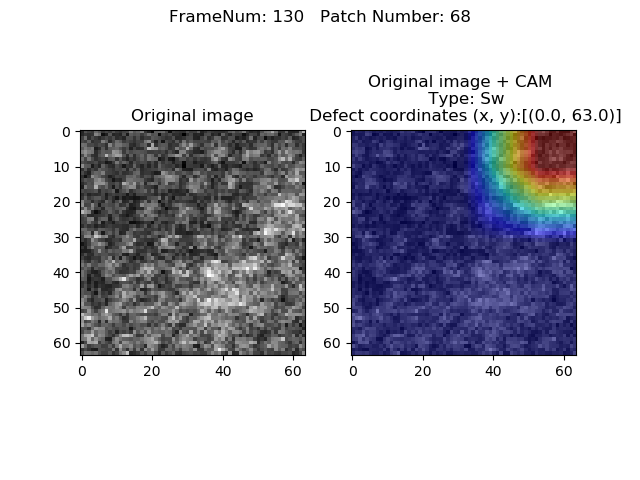 FrameNum: 130   Patch Number: 68
Original image
Original image + CAM
Type: Sw
Defect coordinates (x, y):[(0.0, 63.0)]
0
10
20
30
40
50
60
0 20 40 60
0
10
20
30
40
50
60
0 20 40 60